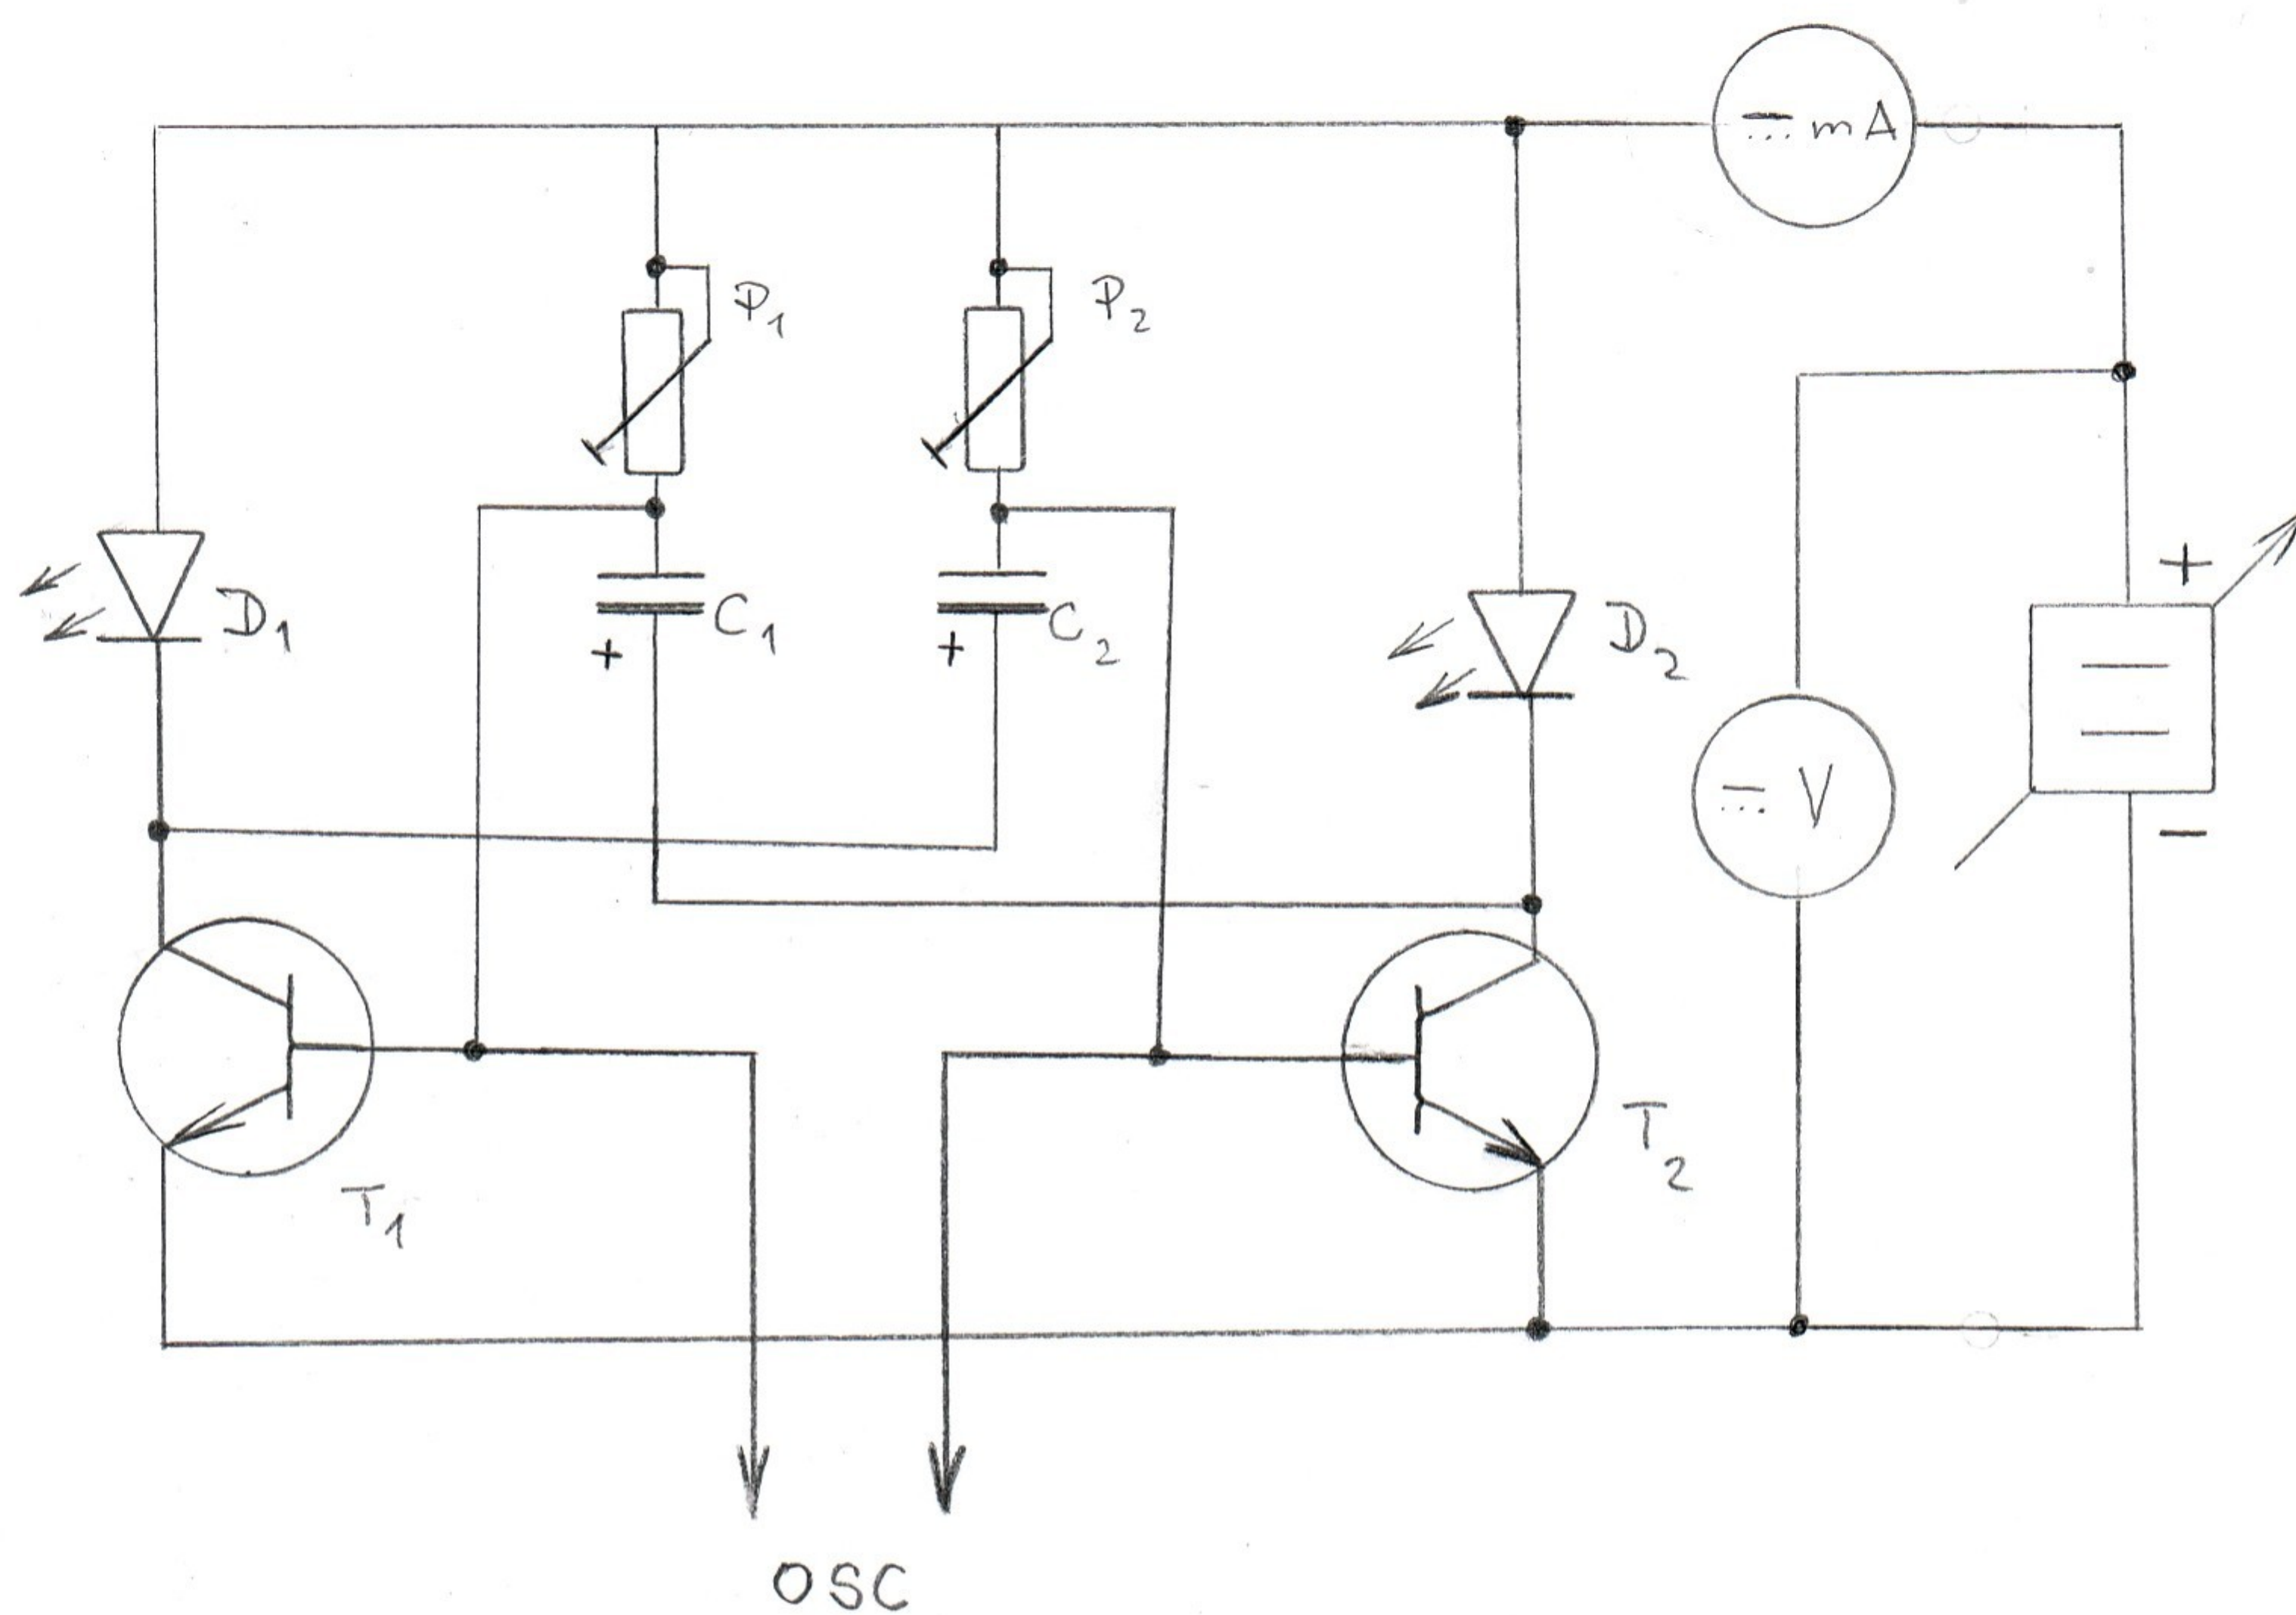 mA
P1
P2
+
D1
C1
+
C2
+
D2
V
−
T1
T2
OSC